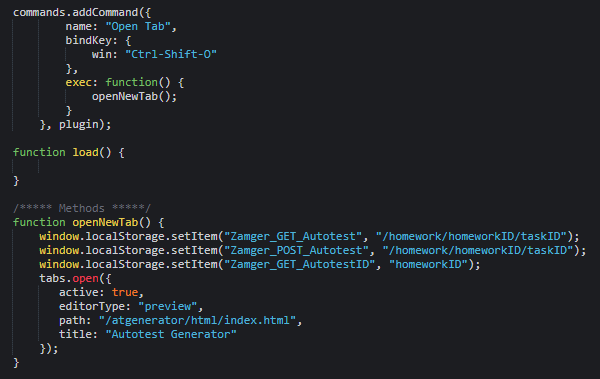 commands.addCommand({
name: "Open Tab",
bindKey: {
win: "Ctrl-Shift-O"
},
exec: function() {
openNewTab();
}
}, plugin);
function load() {
}
/***** Methods *****/
function openNewTab() {
window.localStorage.setItem("Zamger_GET_Autotest", "/homework/homeworkID/taskID");
window.localStorage.setItem("Zamger_POST_Autotest", "/homework/homeworkID/taskID");
window.localStorage.setItem("Zamger_GET_AutotestID", "homeworkID");
tabs.open({
active: true,
editorType: "preview",
path: "/atgenerator/html/index.html",
title: "Autotest Generator"
});
}